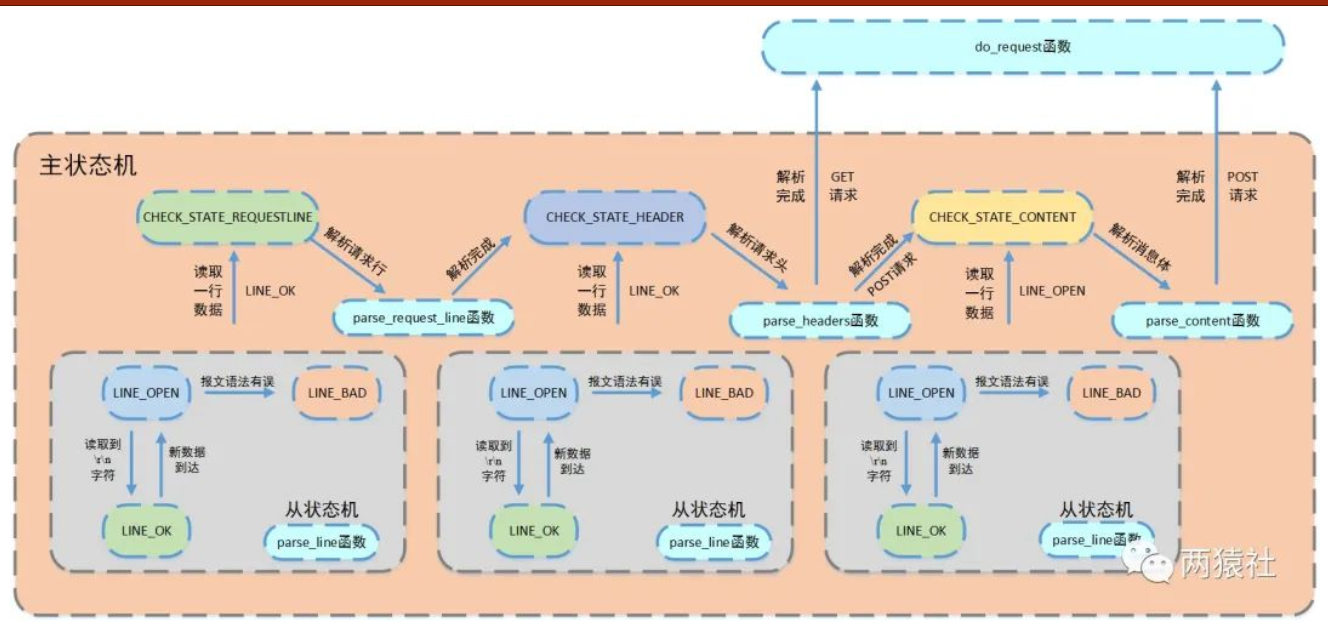 do_request函数
主状态机
解析
完成
GET
请求
解析
完成
POST
请求
CHECK_STATE_REQUESTLINE
CHECK_STATE_HEADER
CHECK_STATE_CONTENT
解析请求行
解析完成
解析请求头
解析完成
POST请求
解析消息体
读取
一行
数据
LINE_OK
读取
一行
数据
LINE_OK
读取
一行
数据
LINE_OPEN
parse_request_line函数
parse_headers函数
parse_content函数
LINE_OPEN
报文语法有误
LINE_BAD
读取到
\r\n
字符
新数据
到达
LINE_OK
从状态机
parse_line函数
LINE_OPEN
报文语法有误
LINE_BAD
读取到
\r\n
字符
新数据
到达
LINE_OK
从状态机
parse_line函数
LINE_OPEN
报文语法有误
LINE_BAD
读取到
\r\n
字符
新数据
到达
LINE_OK
从状态机
parse_line函数
两猿社